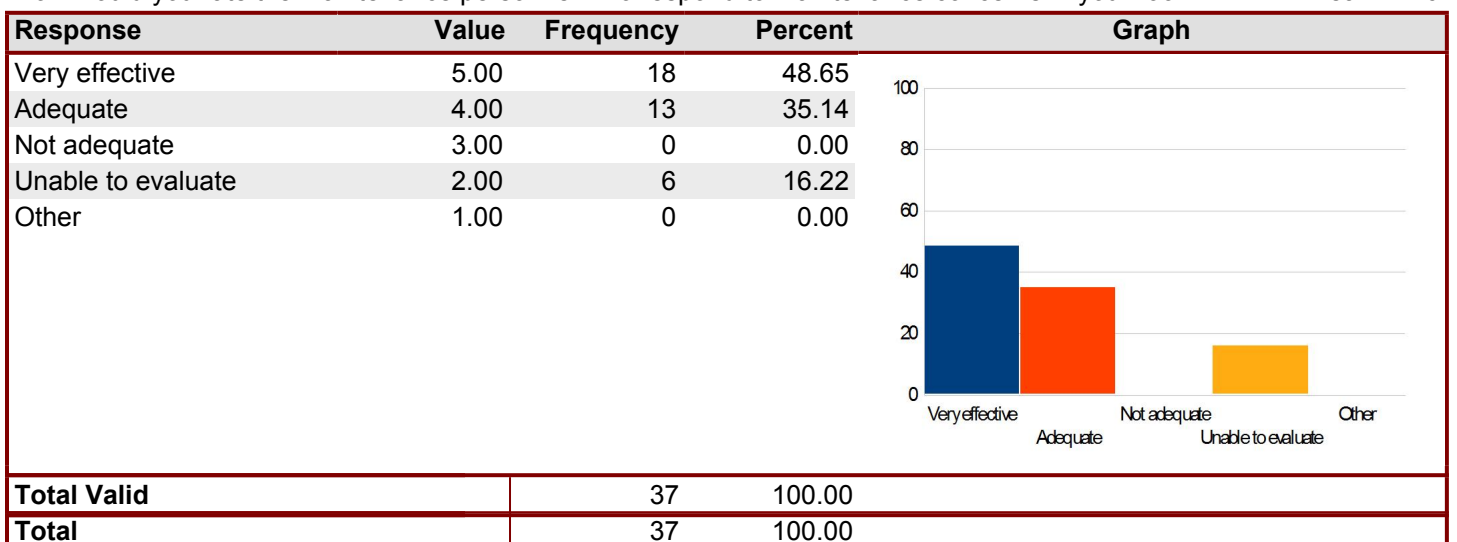 Response Value Frequency Percent Graph
Very effective 5.00 18 48.65
Adequate 4.00 13 35.14
Not adequate 3.00 0 0.00
Unable to evaluate 2.00 6 16.22
Other 1.00 0 0.00
100
80
60
40
20
0
Very effective Not adequate Other
Adequate Unable to evaluate
Total Valid 37 100.00
Total 37 100.00